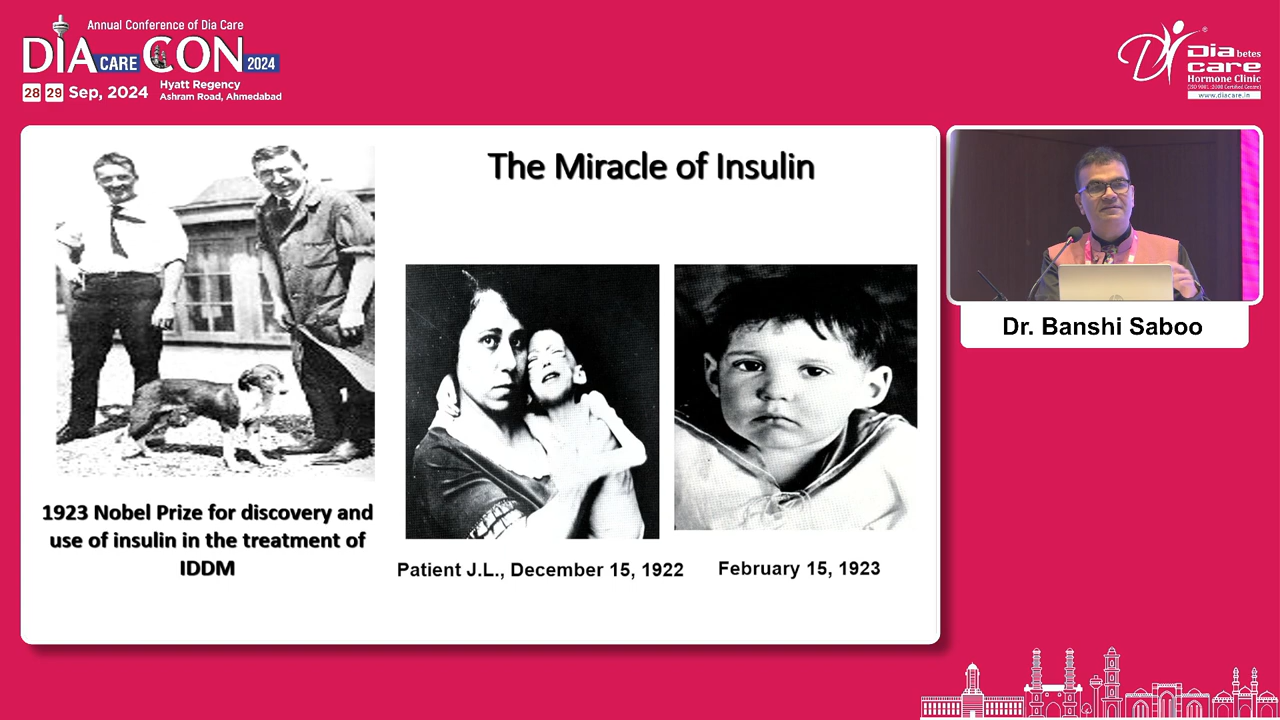 Annual Conference of Dia Care
DIA CARE CON 2024
28 29 Sep, 2024
Hyatt Regency
Ashram Road, Ahmedabad
Diabetes
care
Hormone Clinic
(ISO 9001 :2008 Certified Centre)
www.diacare.in
The Miracle of Insulin
1923 Nobel Prize for discovery and
use of insulin in the treatment of
IDDM
Patient J.L., December 15, 1922
February 15, 1923
Dr. Banshi Saboo